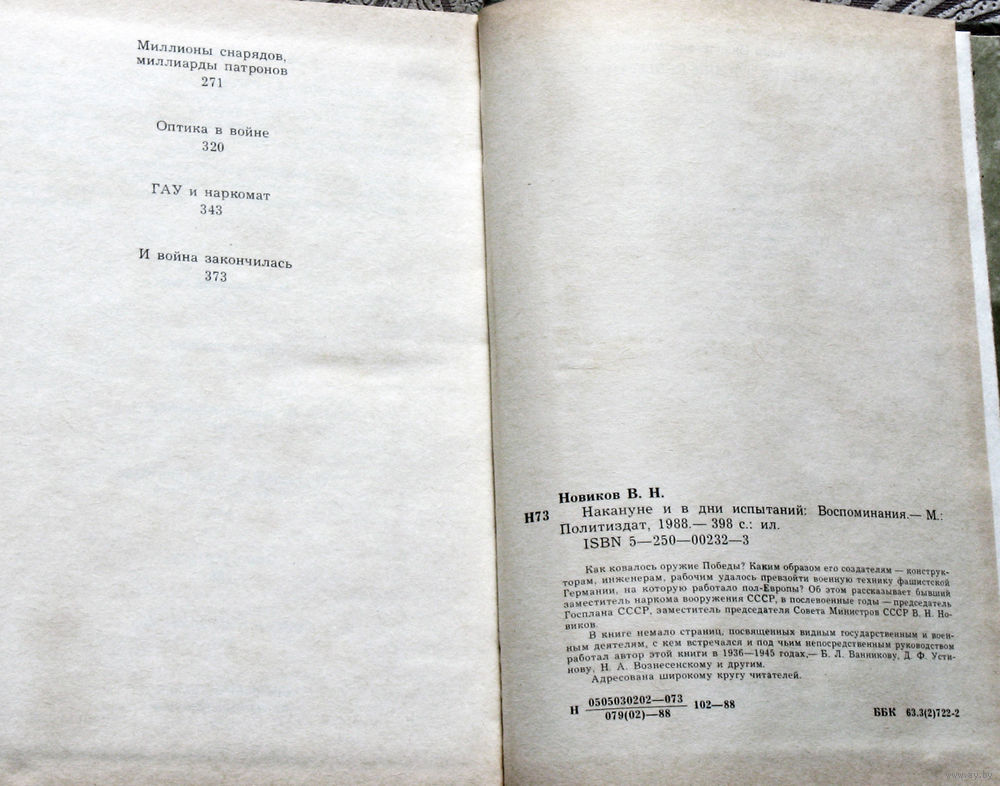 Миллионы снарядов,
миллиарды патронов
271
Оптика в войне
320
ГАУ и наркомат
343
И война закончилась
373
Новиков В. Н.
Н73 Накануне и в дни испытаний: Воспоминания.— М.:
Политиздат, 1988.— 398 с.: ил.
ISBN 5—250—00232—3
Как ковалось оружие Победы? Каким образом его создателям — конструк-
торам, инженерам, рабочим удалось превзойти военную технику фашистской
Германии, на которую работало пол-Европы? Об этом рассказывает бывший
заместитель наркома вооружения СССР, в послевоенные годы — председатель
Госплана СССР, заместитель председателя Совета Министров СССР В. Н. Но-
виков.
В книге немало страниц, посвященных видным государственным и воен-
ным деятелям, с кем встречался и под чьим непосредственным руководством
работал автор этой книги в 1936—1945 годах,— Б. Л. Ванникову, Д. Ф. Усти-
нову, Н. А. Вознесенскому и другим.
Адресована широкому кругу читателей.
Н 0505030202—073 102—88
079(02)—88
ББК 63.3(2)722-2
www.ay.by